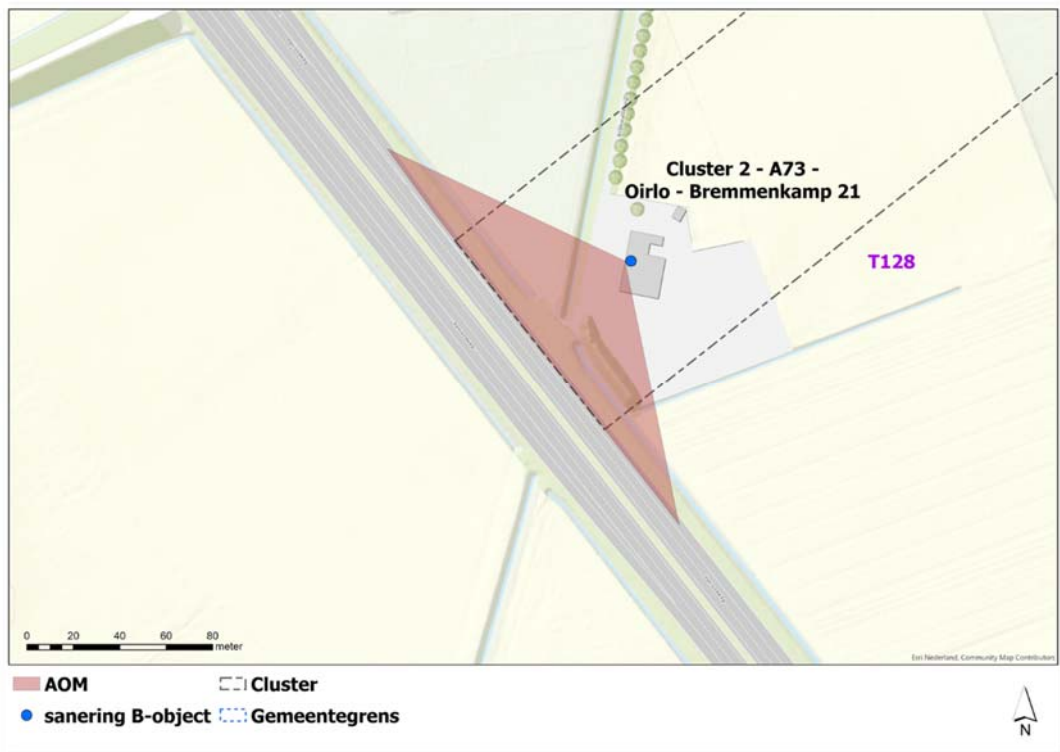 Cluster 2 - A73 -
Oirlo - Bremmenkamp 21
T128
0 20 40 60 80
meter
Esri Nederland, Community Map Contributors
AOM
Cluster
sanering B-object
Gemeentegrens
N